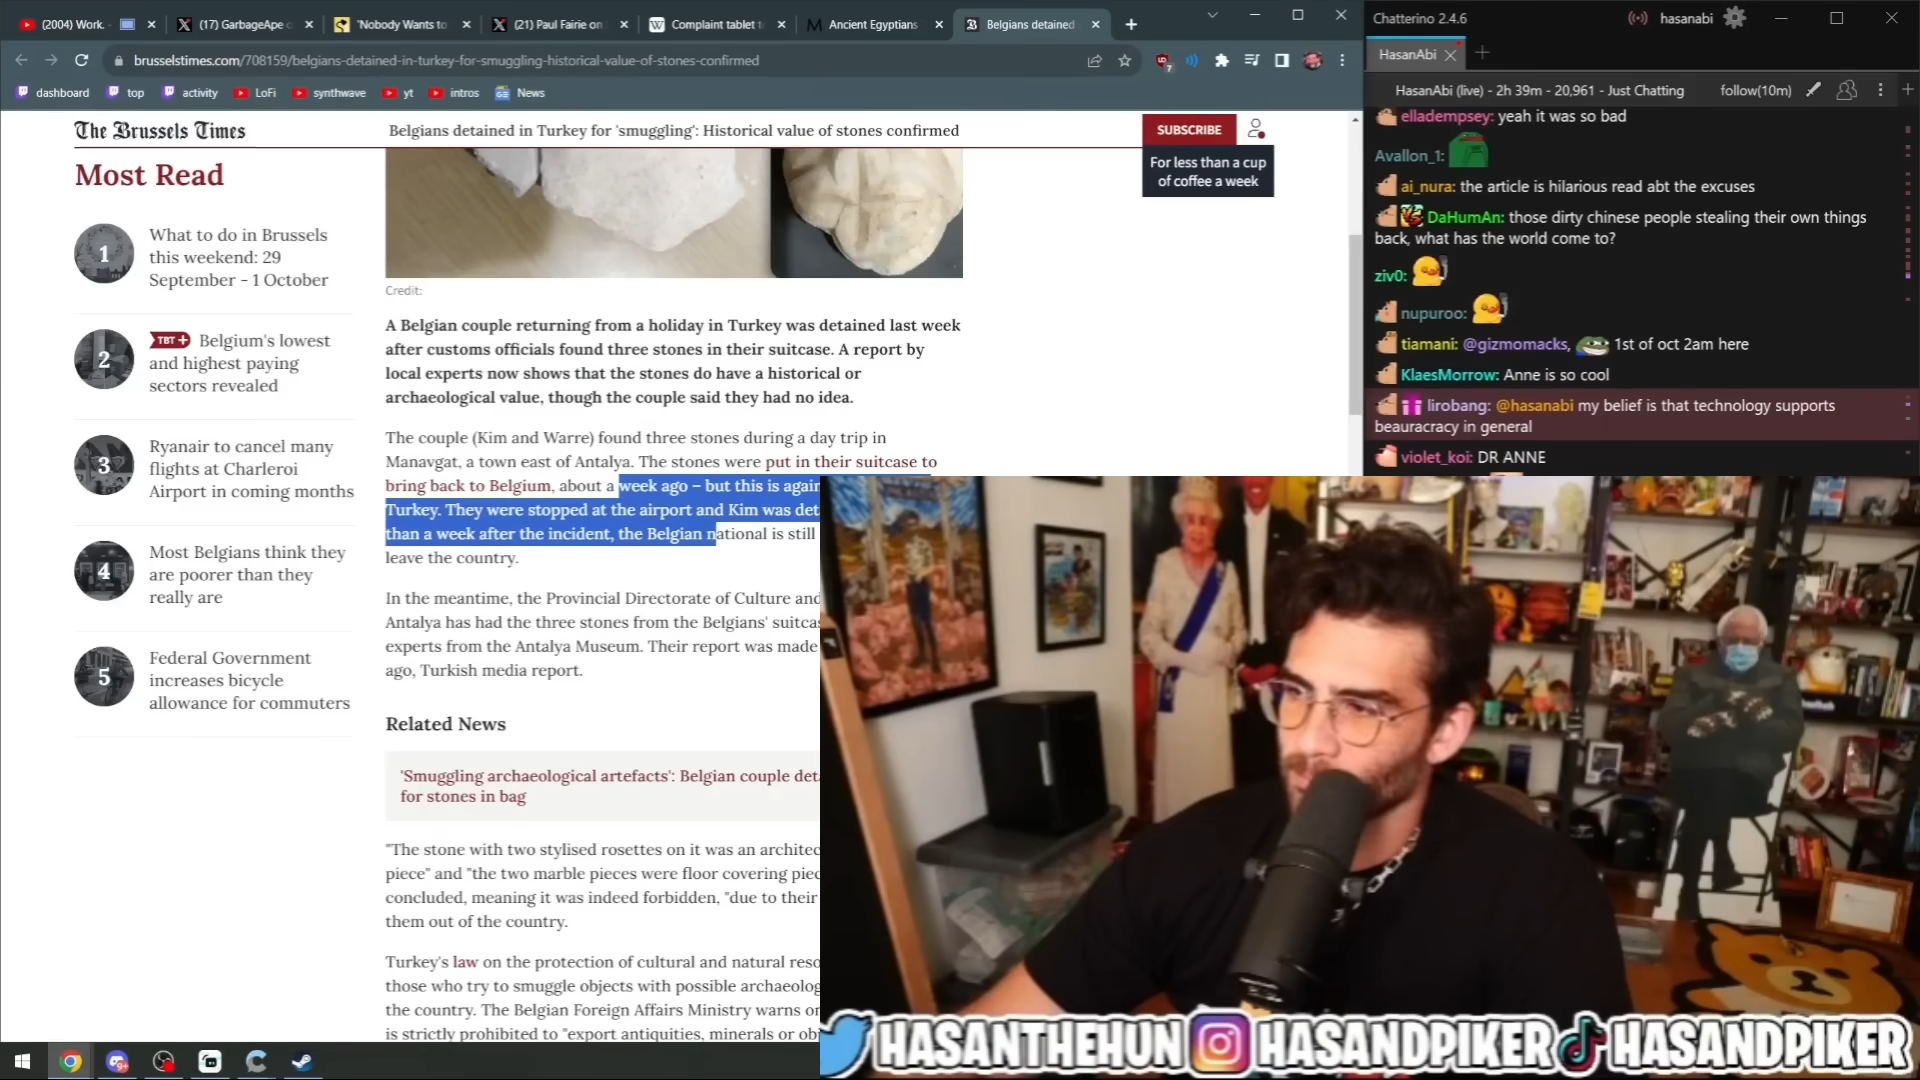 (2004) Work.
(17) GarbageApe o
"Nobody Wants to
(21) Paul Fairie on
Complaint tablet t
Ancient Egyptians
Belgians detained
brusselstimes.com/708159/belgians-detained-in-turkey-for-smuggling-historical-value-of-stones-confirmed
dashboard
top
activity
LoFi
synthwave
yt
intros
News
The Brussels Times
Belgians detained in Turkey for 'smuggling': Historical value of stones confirmed
SUBSCRIBE
For less than a cup
of coffee a week
Most Read
1
What to do in Brussels
this weekend: 29
September - 1 October
2
TBT + Belgium's lowest
and highest paying
sectors revealed
3
Ryanair to cancel many
flights at Charleroi
Airport in coming months
4
Most Belgians think they
are poorer than they
really are
5
Federal Government
increases bicycle
allowance for commuters
Credit:
A Belgian couple returning from a holiday in Turkey was detained last week
after customs officials found three stones in their suitcase. A report by
local experts now shows that the stones do have a historical or
archaeological value, though the couple said they had no idea.
The couple (Kim and Warre) found three stones during a day trip in
Manavgat, a town east of Antalya. The stones were put in their suitcase to
bring back to Belgium, about a week ago – but this is again
Turkey. They were stopped at the airport and Kim was det
than a week after the incident, the Belgian national is still
leave the country.
In the meantime, the Provincial Directorate of Culture and
Antalya has had the three stones from the Belgians' suitcas
experts from the Antalya Museum. Their report was made
ago, Turkish media report.
Related News
'Smuggling archaeological artefacts': Belgian couple deta
for stones in bag
"The stone with two stylised rosettes on it was an architec
piece" and "the two marble pieces were floor covering piec
concluded, meaning it was indeed forbidden, "due to their
them out of the country.
Turkey's law on the protection of cultural and natural reso
those who try to smuggle objects with possible archaeolog
the country. The Belgian Foreign Affairs Ministry warns on
is strictly prohibited to "export antiquities, minerals or obj
Chatterino 2.4.6
hasanabi
HasanAbi
HasanAbi (live) - 2h 39m - 20,961 - Just Chatting
follow(10m)
elladempsey: yeah it was so bad
Avallon_1:
ai_nura: the article is hilarious read abt the excuses
DaHumAn: those dirty chinese people stealing their own things
back, what has the world come to?
ziv0:
nupuroo:
tiamani: @gizmomacks, 1st of oct 2am here
KlaesMorrow: Anne is so cool
lirobang: @hasanabi my belief is that technology supports
beauracracy in general
violet_koi: DR ANNE
HASANTHEHUN
HASANDPIKER
HASANDPIKER